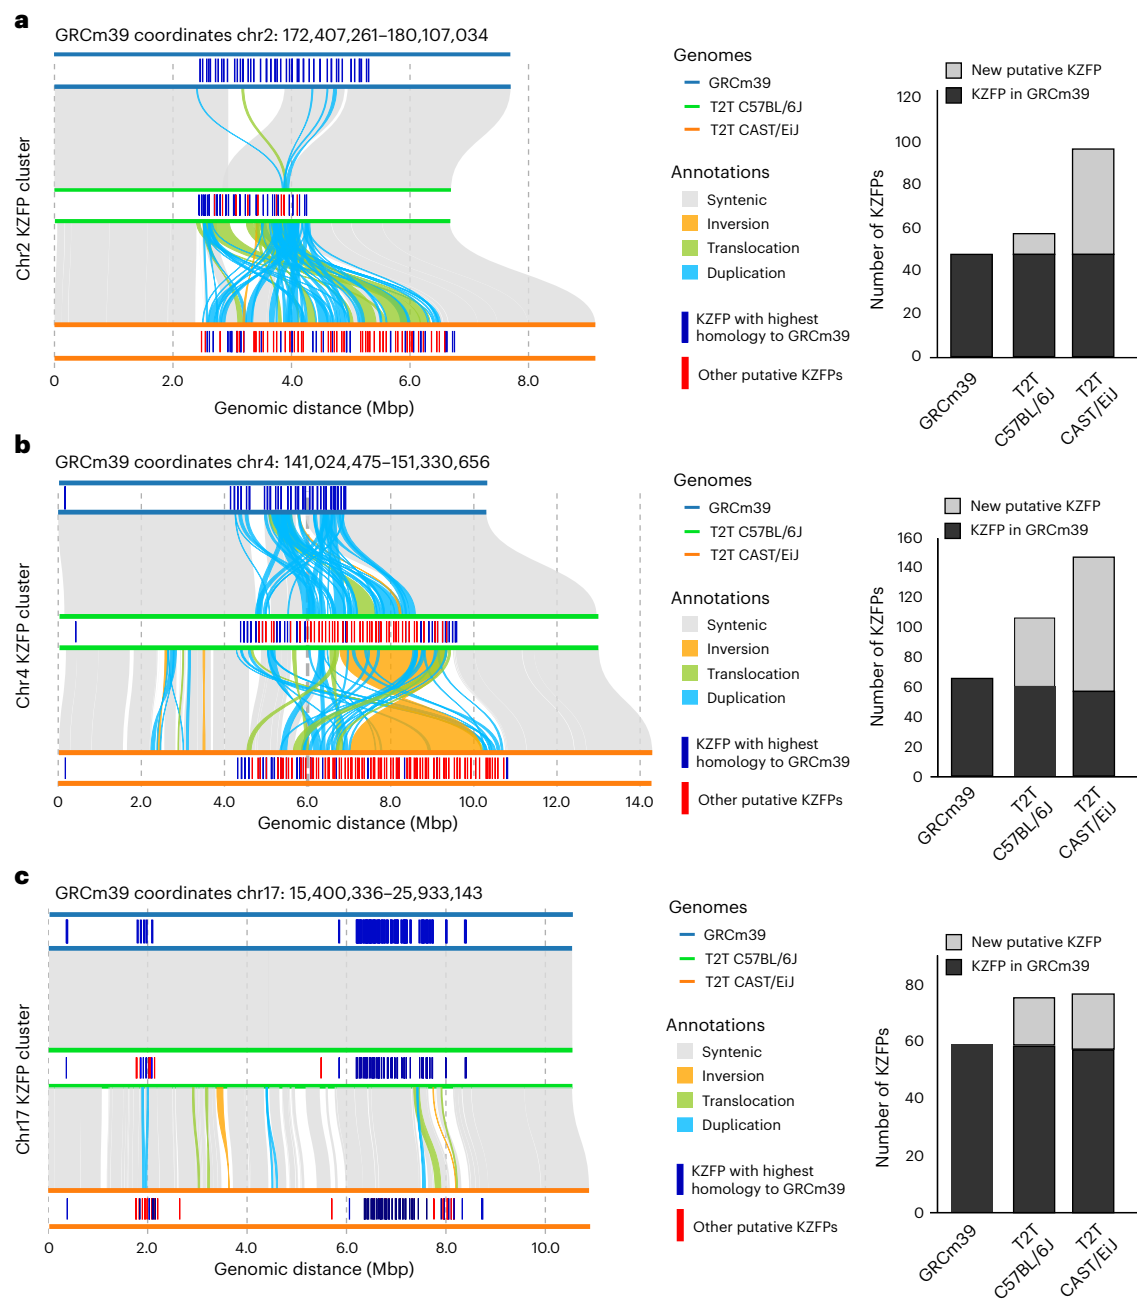 a
GRCm39 coordinates chr2: 172,407,261–180,107,034
Chr2 KZFP cluster
0 2.0 4.0 6.0 8.0
Genomic distance (Mbp)
Genomes
GRCm39
T2T C57BL/6J
T2T CAST/EiJ
Annotations
Syntenic
Inversion
Translocation
Duplication
KZFP with highest
homology to GRCm39
Other putative KZFPs
New putative KZFP
KZFP in GRCm39
Number of KZFPs
120
100
80
60
40
20
0
GRCm39
T2T
C57BL/6J
T2T
CAST/EiJ
b
GRCm39 coordinates chr4: 141,024,475–151,330,656
Chr4 KZFP cluster
0 2.0 4.0 6.0 8.0 10.0 12.0 14.0
Genomic distance (Mbp)
Genomes
GRCm39
T2T C57BL/6J
T2T CAST/EiJ
Annotations
Syntenic
Inversion
Translocation
Duplication
KZFP with highest
homology to GRCm39
Other putative KZFPs
New putative KZFP
KZFP in GRCm39
Number of KZFPs
160
140
120
100
80
60
40
20
0
GRCm39
T2T
C57BL/6J
T2T
CAST/EiJ
c
GRCm39 coordinates chr17: 15,400,336–25,933,143
Chr17 KZFP cluster
0 2.0 4.0 6.0 8.0 10.0
Genomic distance (Mbp)
Genomes
GRCm39
T2T C57BL/6J
T2T CAST/EiJ
Annotations
Syntenic
Inversion
Translocation
Duplication
KZFP with highest
homology to GRCm39
Other putative KZFPs
New putative KZFP
KZFP in GRCm39
Number of KZFPs
80
60
40
20
0
GRCm39
T2T
C57BL/6J
T2T
CAST/EiJ